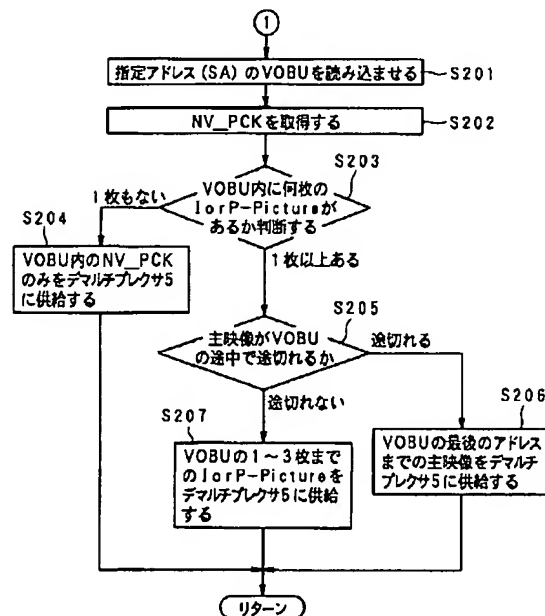 1
指定アドレス(SA)のVOBUを読み込ませる
S201
NV_PCKを取得する
S202
S203
VOBU内に何枚の
IorP-Pictureが
あるか判断する
1枚もない
S204
1枚以上ある
VOBU内のNV_PCK
のみをデマルチプレクサ5
に供給する
S205
主映像がVOBU
の途中で途切れるか
途切れる
途切れない
S206
S207
VOBUの最後のアドレス
までの主映像をデマルチ
プレクサ5に供給する
VOBUの1～3枚まで
のIorP-Pictureを
デマルチプレクサ5に供給
する
リターン